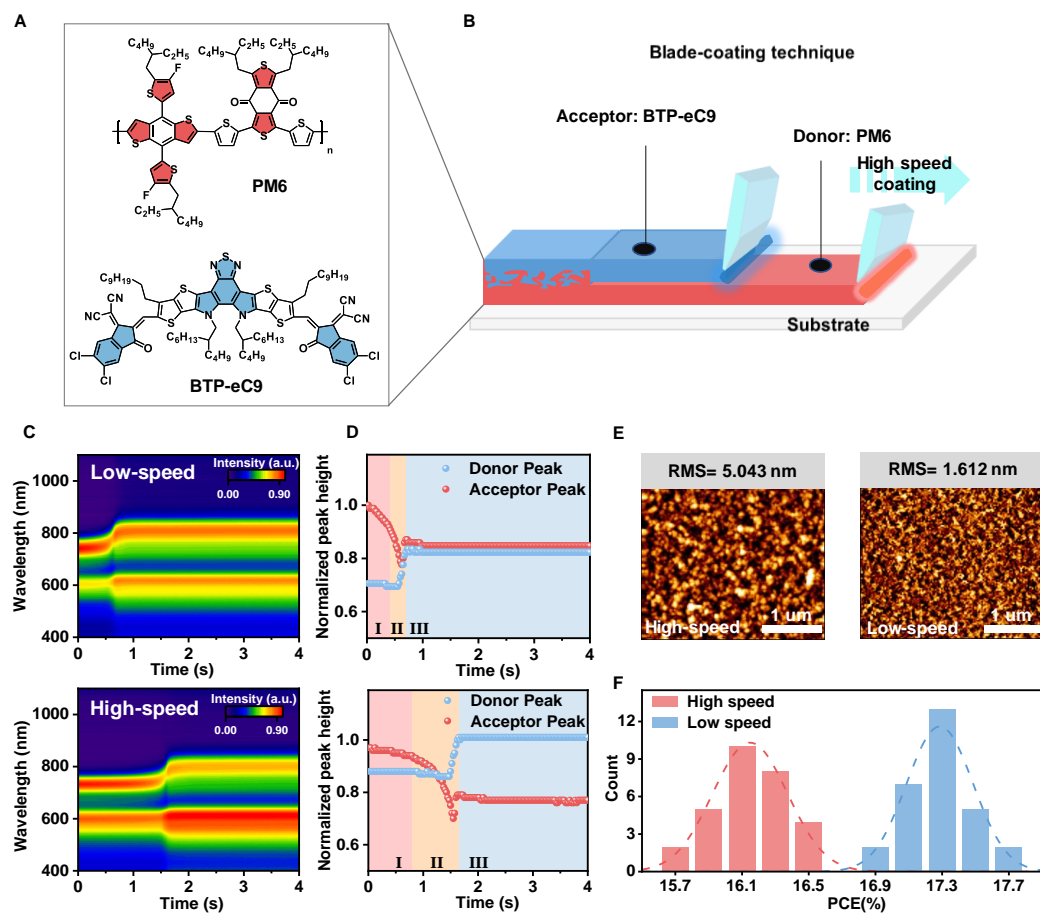 A
C₄H₉
C₂H₅
F
S
C₄H₉
C₂H₅
C₂H₅
C₄H₉
S
O
O
S
S
S
S
S
n
S
F
C₂H₅
C₄H₉
PM6
S
N
N
C₉H₁₉
C₉H₁₉
CN
CN
S
S
CN
CN
S
N
N
S
O
O
C₆H₁₃
C₆H₁₃
C₄H₉
C₄H₉
Cl
Cl
Cl
Cl
BTP-eC9
B
Blade-coating technique
Acceptor: BTP-eC9
Donor: PM6
High speed
coating
Substrate
C
Low-speed
Intensity (a.u.)
0.00
0.90
1000
800
600
400
Wavelength (nm)
0
1
2
3
4
Time (s)
High-speed
Intensity (a.u.)
0.00
0.90
1000
800
600
400
Wavelength (nm)
0
1
2
3
4
Time (s)
D
Donor Peak
Acceptor Peak
1.0
0.8
0.6
Normalized peak height
I
II
III
0
1
2
3
4
Time (s)
Donor Peak
Acceptor Peak
1.0
0.8
0.6
Normalized peak height
I
II
III
0
1
2
3
4
Time (s)
E
RMS= 5.043 nm
High-speed
1 um
RMS= 1.612 nm
Low-speed
1 um
F
High speed
Low speed
12
9
6
3
0
Count
15.7
16.1
16.5
16.9
17.3
17.7
PCE(%)